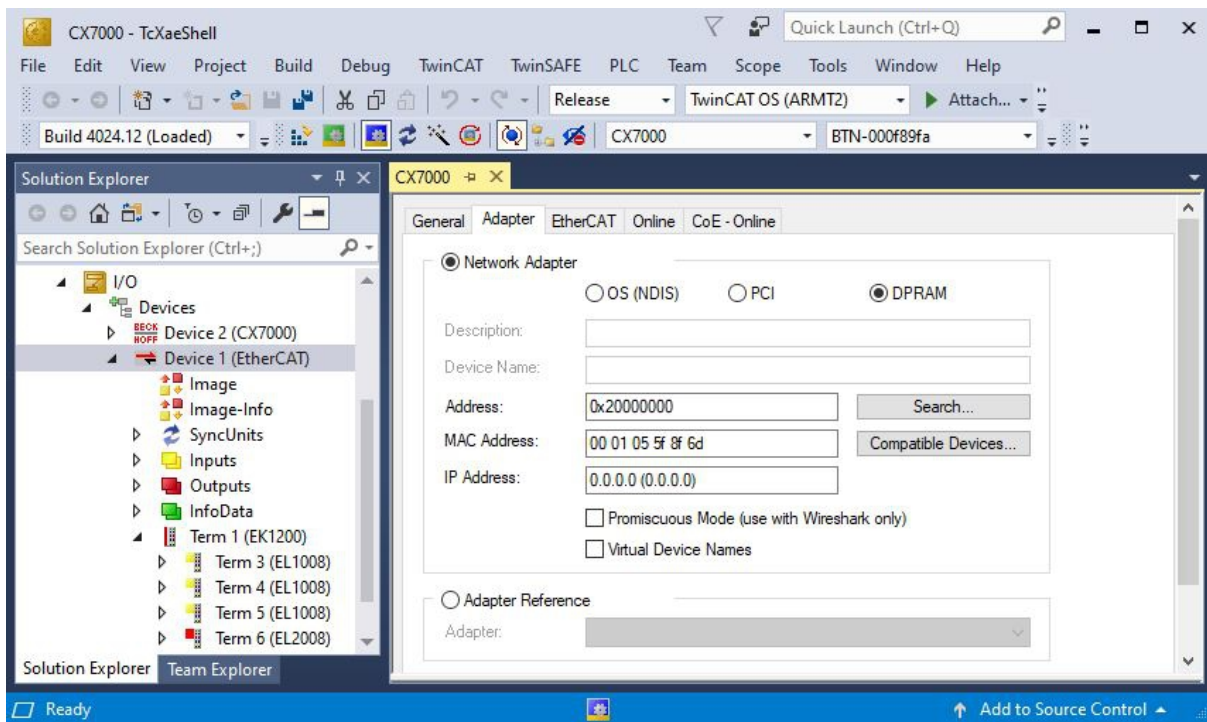 CX7000 - TcXaeShell
Quick Launch (Ctrl+Q)
File Edit View Project Build Debug TwinCAT TwinSAFE PLC Team Scope Tools Window Help
Release TwinCAT OS (ARMT2) Attach...
Build 4024.12 (Loaded) CX7000 BTN-000f89fa
Solution Explorer
Search Solution Explorer (Ctrl+;)
I/O
Devices
BECKHOFF Device 2 (CX7000)
Device 1 (EtherCAT)
Image
Image-Info
SyncUnits
Inputs
Outputs
InfoData
Term 1 (EK1200)
Term 3 (EL1008)
Term 4 (EL1008)
Term 5 (EL1008)
Term 6 (EL2008)
Solution Explorer Team Explorer
CX7000
General Adapter EtherCAT Online CoE - Online
Network Adapter
OS (NDIS) PCI DPRAM
Description:
Device Name:
Address: 0x20000000 Search...
MAC Address: 00 01 05 5f 8f 6d Compatible Devices...
IP Address: 0.0.0.0 (0.0.0.0)
Promiscuous Mode (use with Wireshark only)
Virtual Device Names
Adapter Reference
Adapter:
Ready Add to Source Control